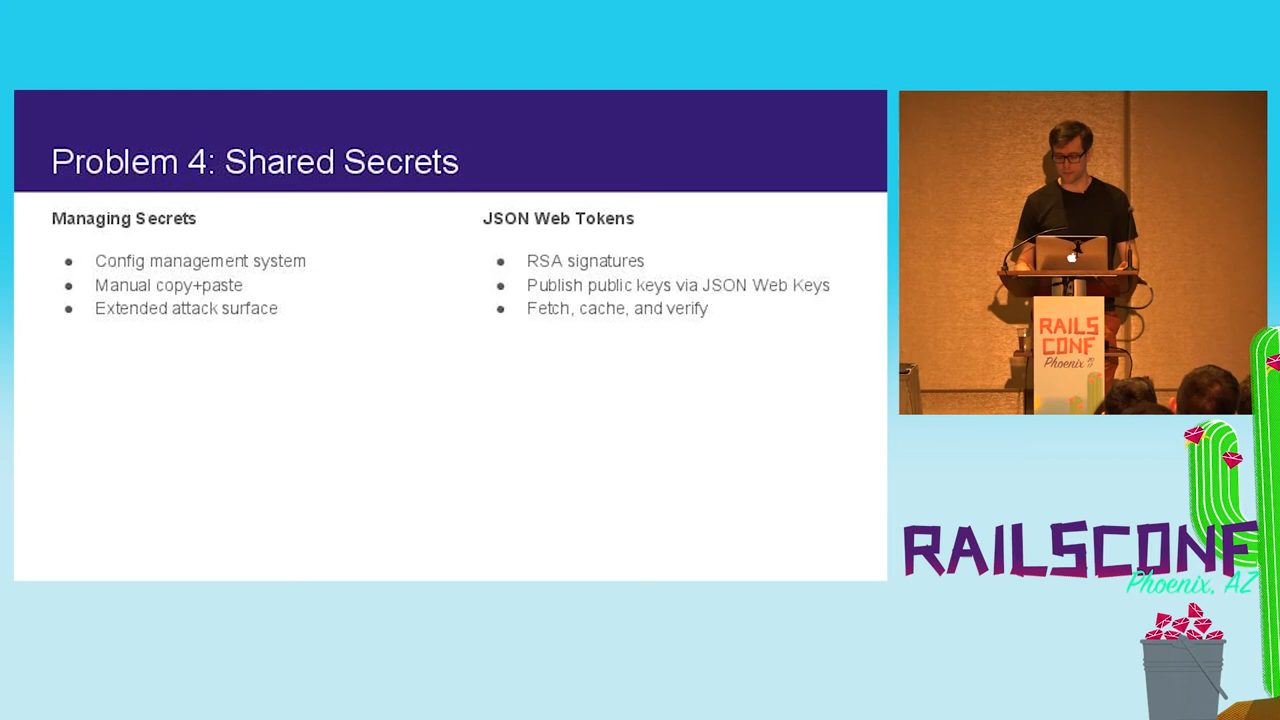 Problem 4: Shared Secrets
Managing Secrets
● Config management system
● Manual copy+paste
● Extended attack surface
JSON Web Tokens
● RSA signatures
● Publish public keys via JSON Web Keys
● Fetch, cache, and verify
RAILS
CONF
Phoenix
RAILSCONF
Phoenix, AZ